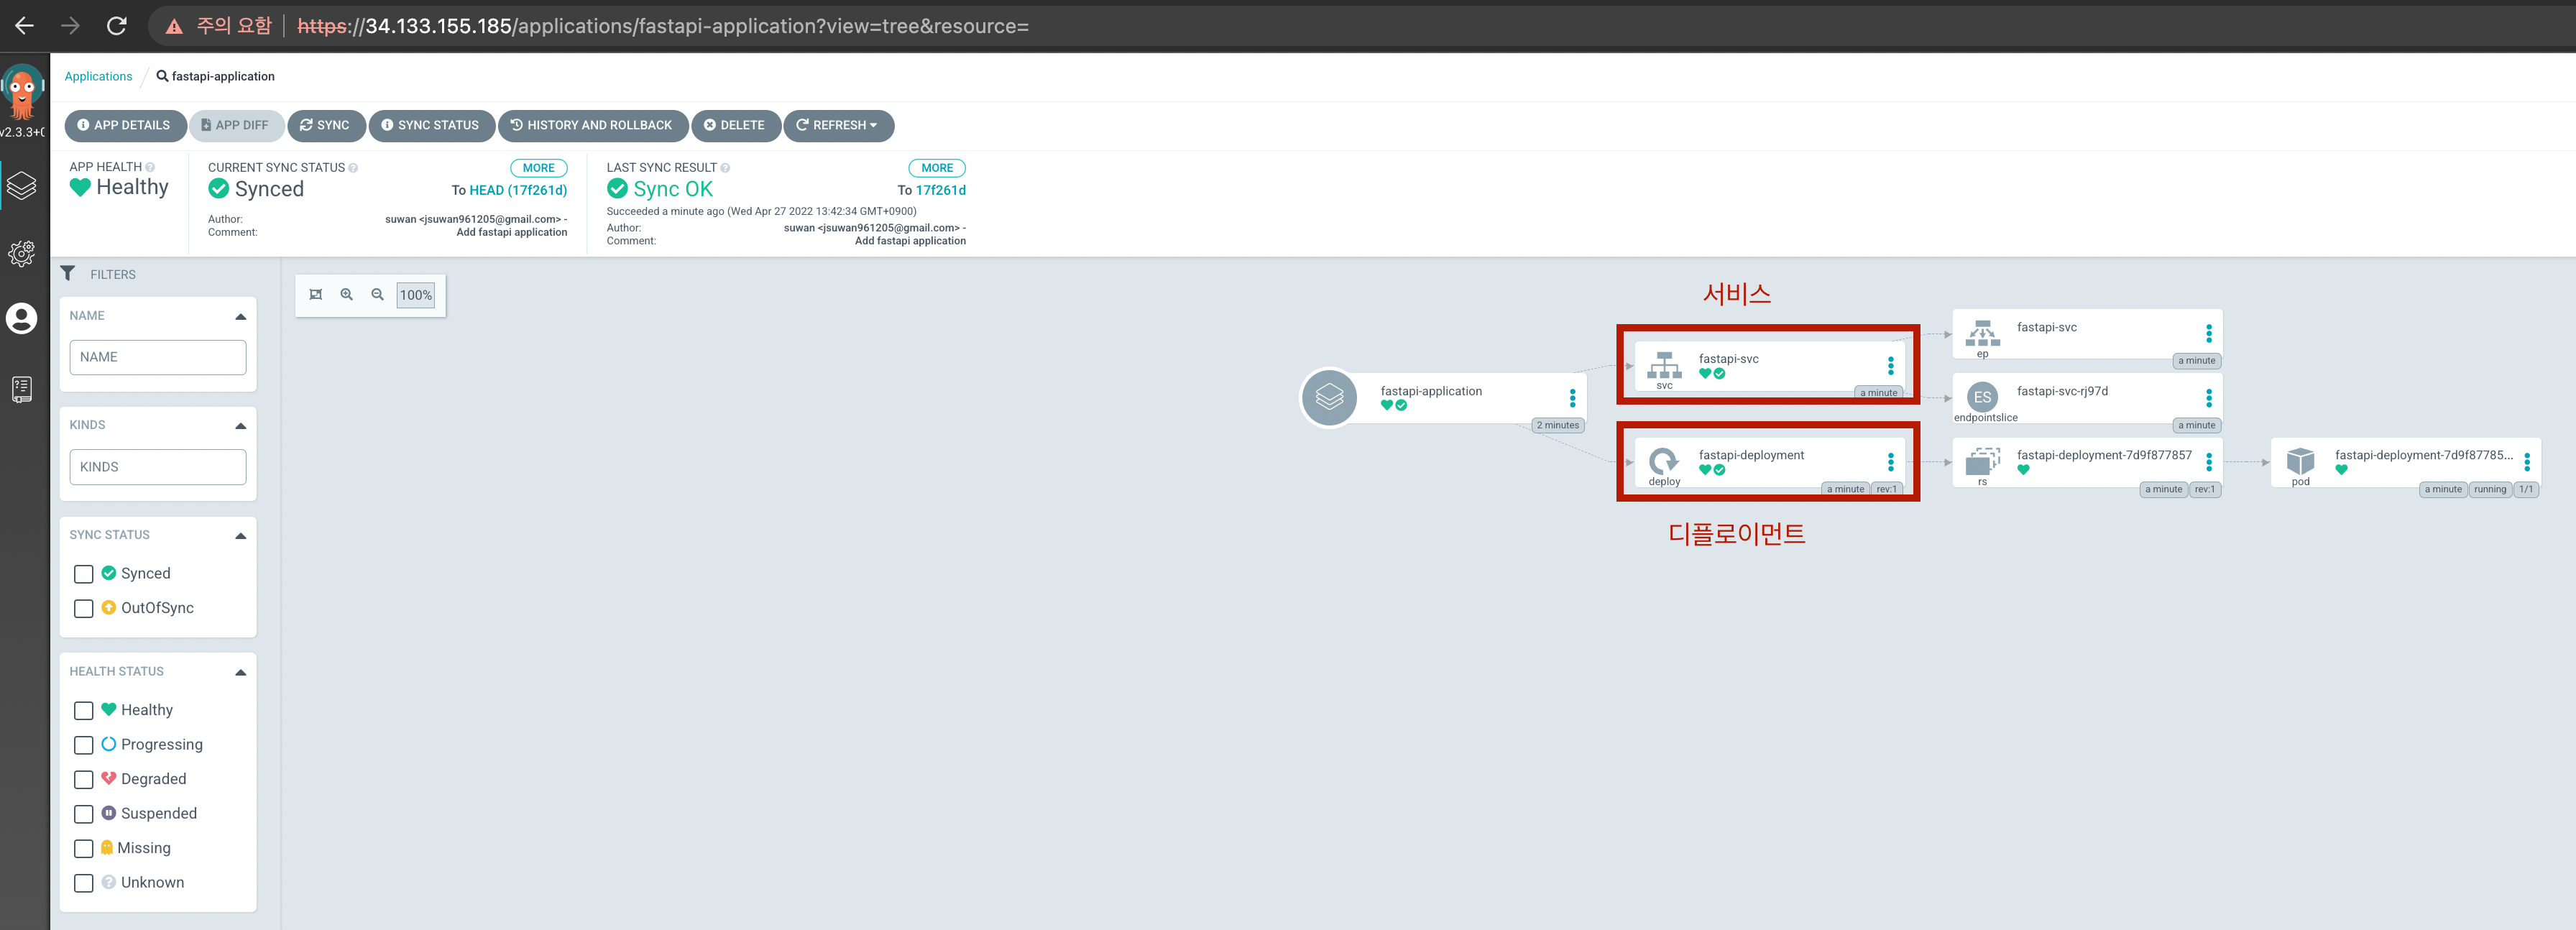 주의 요함 https://34.133.155.185/applications/fastapi-application?view=tree&resource=
Applications / fastapi-application
v2.3.3+0
APP DETAILS APP DIFF SYNC SYNC STATUS HISTORY AND ROLLBACK DELETE REFRESH
APP HEALTH
Healthy
CURRENT SYNC STATUS MORE
Synced To HEAD (17f261d)
Author: suwan <jsuwan961205@gmail.com> -
Comment: Add fastapi application
LAST SYNC RESULT MORE
Sync OK To 17f261d
Succeeded a minute ago (Wed Apr 27 2022 13:42:34 GMT+0900)
Author: suwan <jsuwan961205@gmail.com> -
Comment: Add fastapi application
FILTERS
NAME
NAME
KINDS
KINDS
SYNC STATUS
Synced
OutOfSync
HEALTH STATUS
Healthy
Progressing
Degraded
Suspended
Missing
Unknown
100%
fastapi-application
2 minutes
서비스
fastapi-svc
svc
a minute
fastapi-deployment
deploy
a minute rev:1
디플로이먼트
fastapi-svc
ep
a minute
ES
fastapi-svc-rj97d
endpointslice
a minute
fastapi-deployment-7d9f877857
rs
a minute rev:1
fastapi-deployment-7d9f87785...
pod
a minute running 1/1